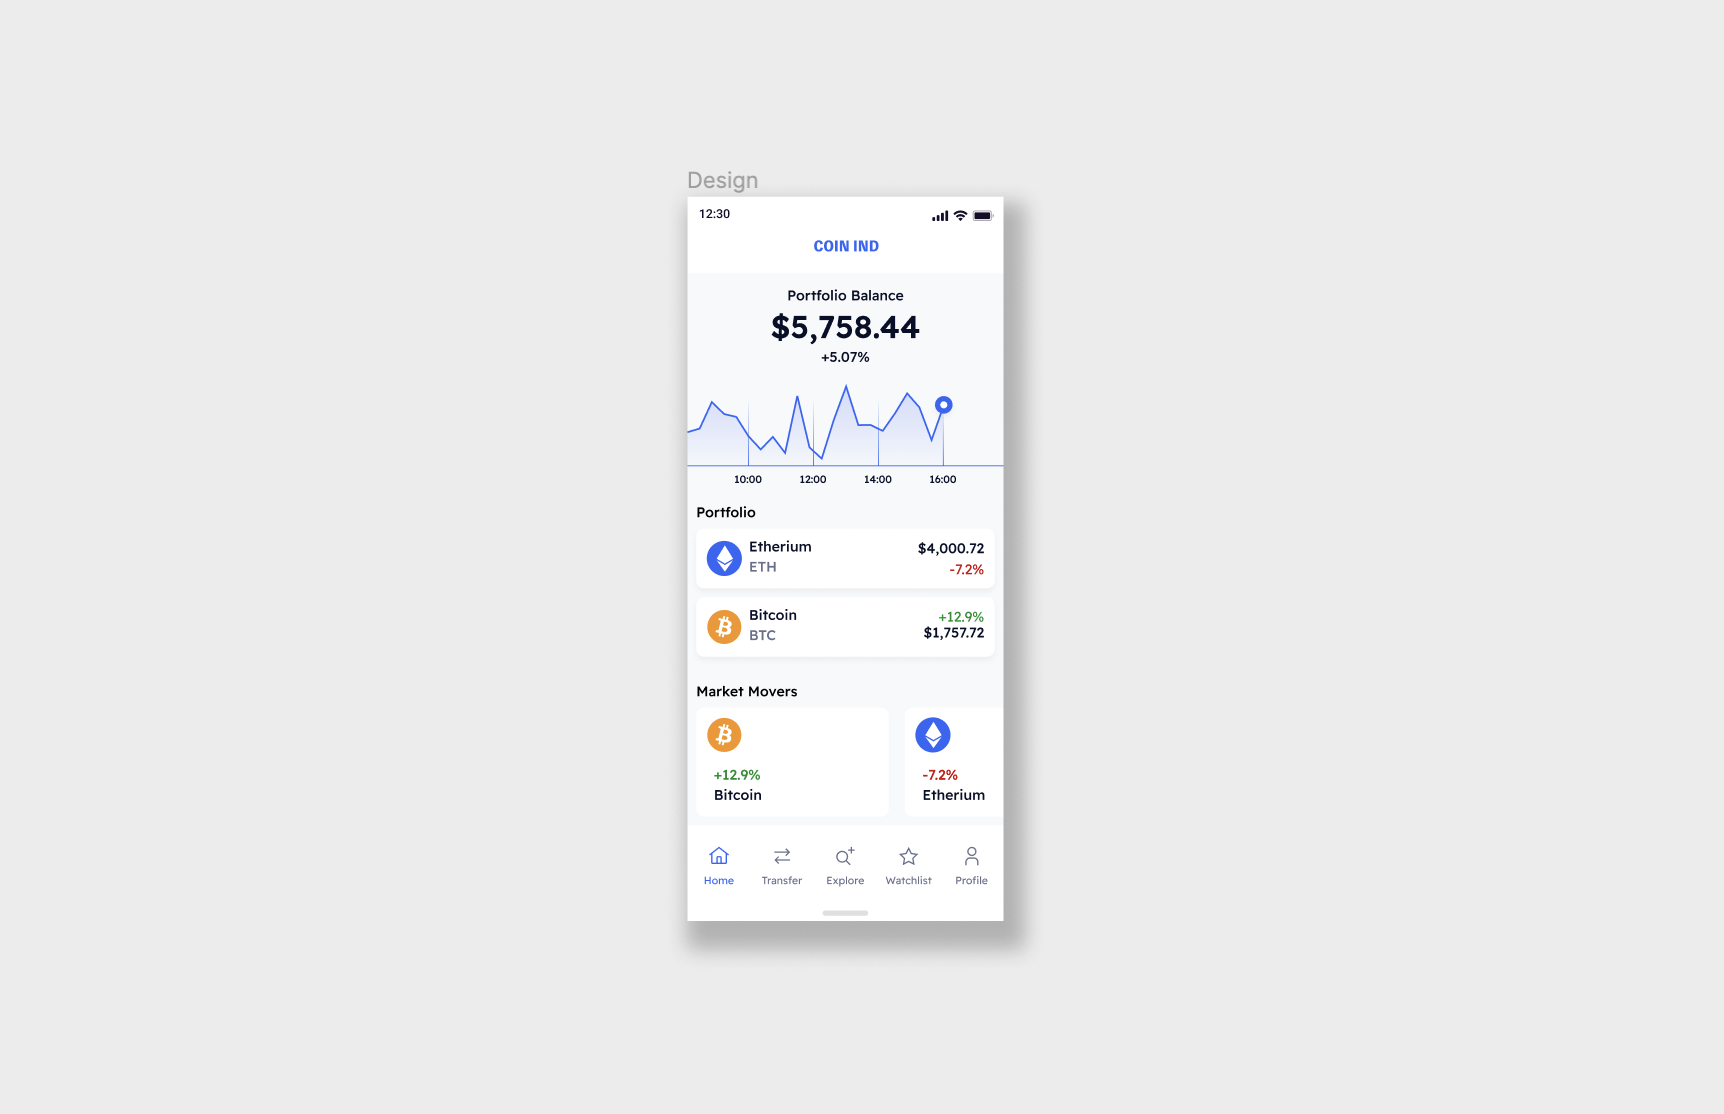 Design
12:30
COIN IND
Portfolio Balance
$5,758.44
+5.07%
10:00 12:00 14:00 16:00
Portfolio
Etherium $4,000.72
ETH -7.2%
Bitcoin +12.9%
BTC $1,757.72
Market Movers
+12.9% -7.2%
Bitcoin Etherium
Home Transfer Explore Watchlist Profile